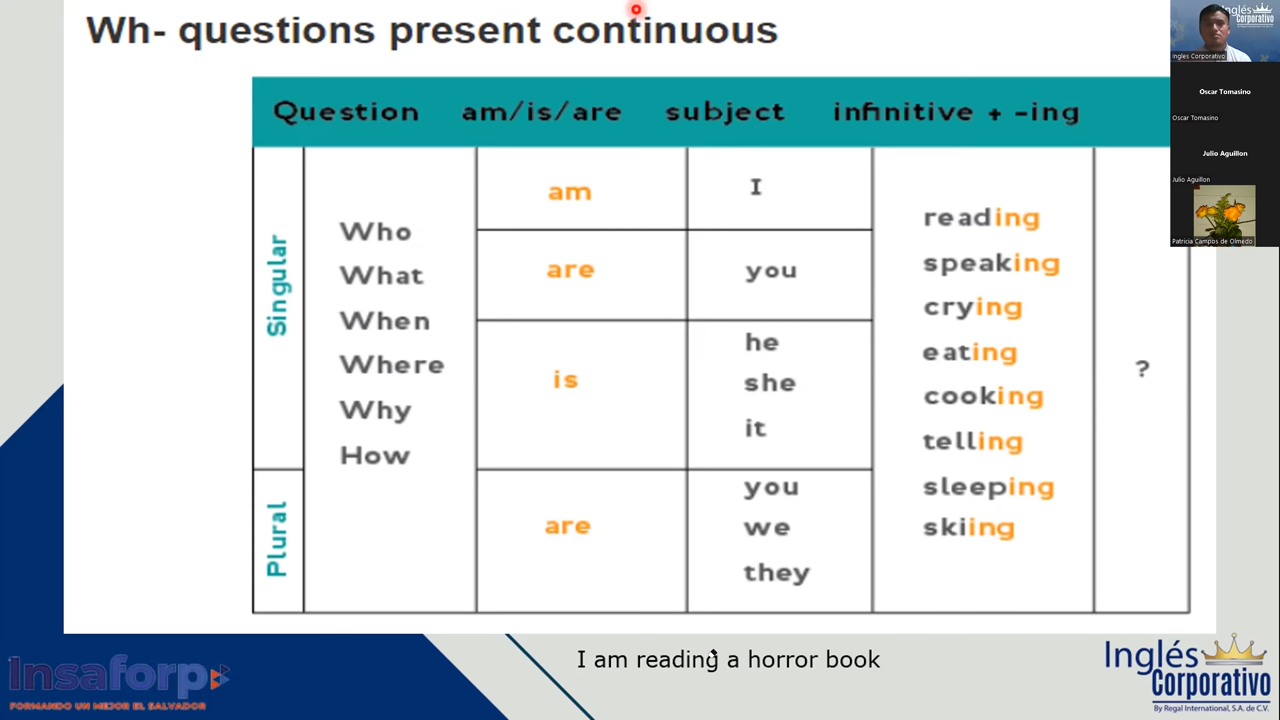 Wh- questions present continuous
Question am/is/are subject infinitive + -ing
Singular
Who
What
When
Where
Why
How
am
are
is
I
you
he
she
it
Plural
are
you
we
they
reading
speaking
crying
eating
cooking
telling
sleeping
skiing
?
I am reading a horror book
Insaforp
FORMANDO UN MEJOR EL SALVADOR
Inglés
Corporativo
By Regal International, S.A. de C.V.
Inglés
Corporativo
Ingles Corporativo
Oscar Tomasino
Oscar Tomasino
Julio Aguillon
Julio Aguillon
Patricia Campos de Olmedo